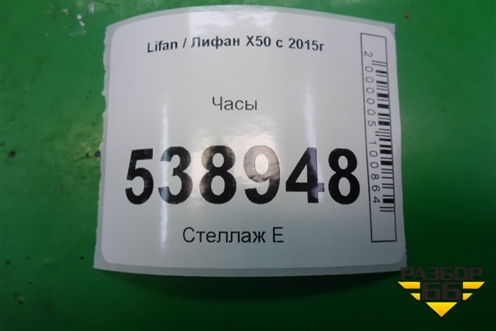 Lifan / Лифан X50 с 2015г
Часы
538948
Стеллаж Е
2000005100864
РАЗБОР
66